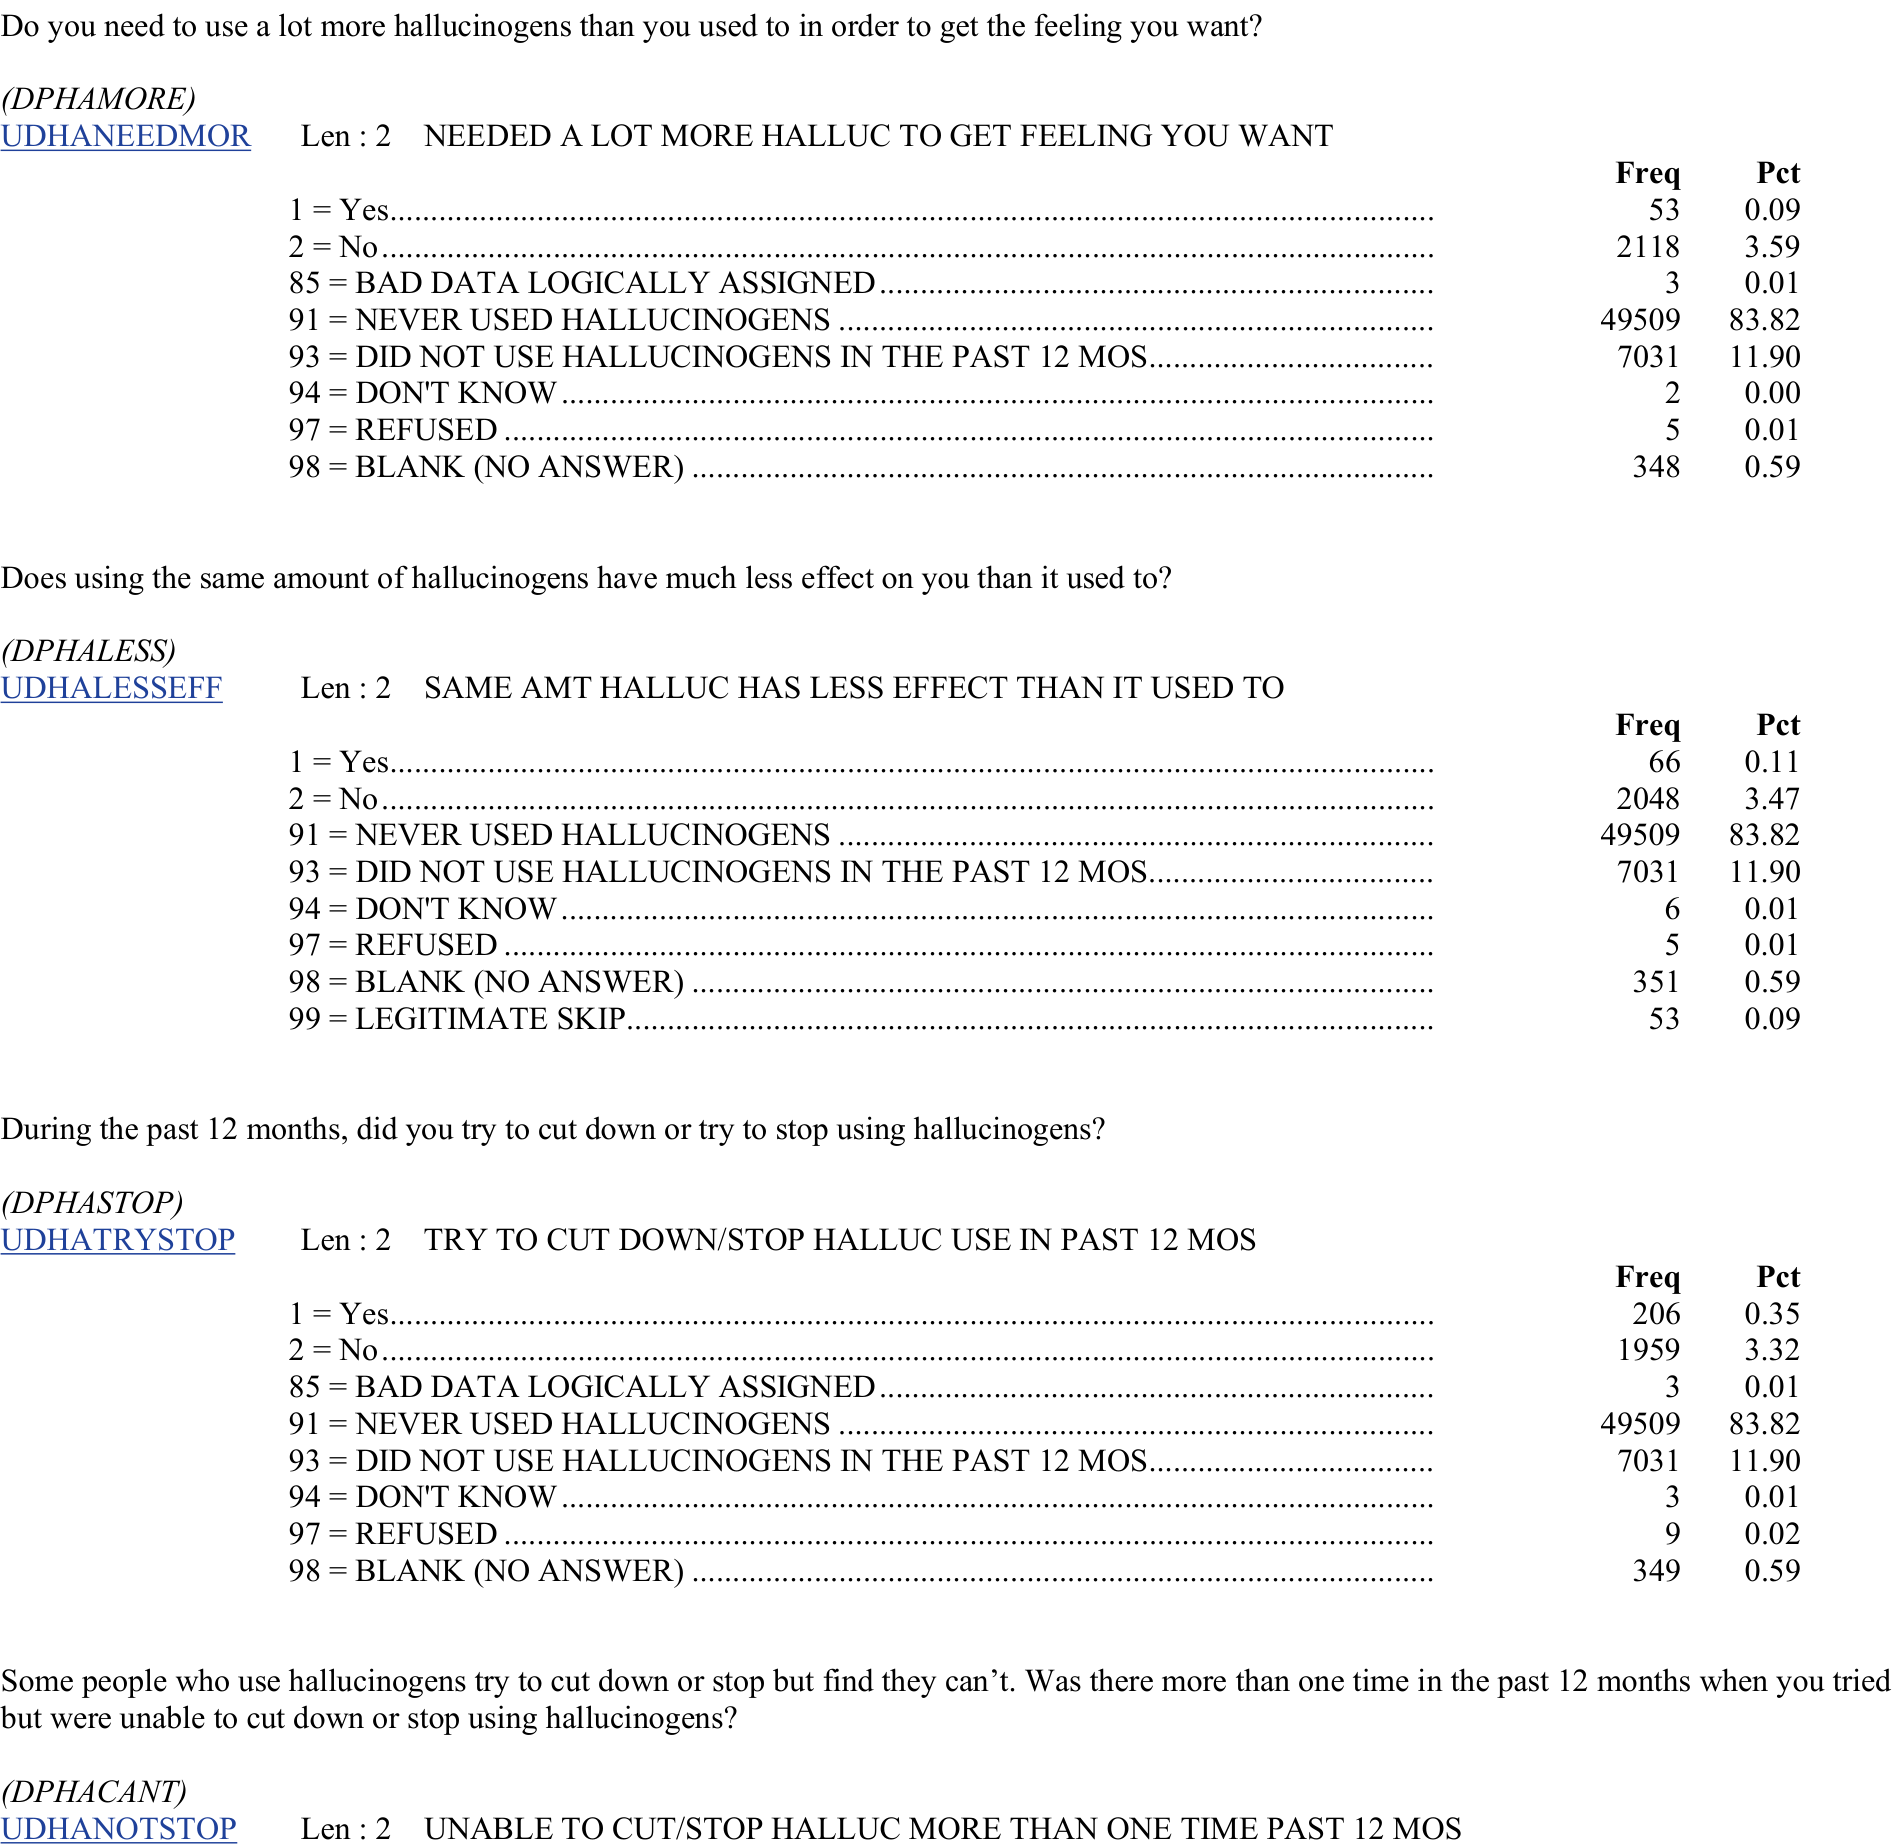 Do you need to use a lot more hallucinogens than you used to in order to get the feeling you want?
(DPHAMORE)
UDHANEEDMOR Len : 2 NEEDED A LOT MORE HALLUC TO GET FEELING YOU WANT
Freq Pct
1 = Yes 53 0.09
2 = No 2118 3.59
85 = BAD DATA LOGICALLY ASSIGNED 3 0.01
91 = NEVER USED HALLUCINOGENS 49509 83.82
93 = DID NOT USE HALLUCINOGENS IN THE PAST 12 MOS 7031 11.90
94 = DON'T KNOW 2 0.00
97 = REFUSED 5 0.01
98 = BLANK (NO ANSWER) 348 0.59
Does using the same amount of hallucinogens have much less effect on you than it used to?
(DPHALESS)
UDHALESSEFF Len : 2 SAME AMT HALLUC HAS LESS EFFECT THAN IT USED TO
Freq Pct
1 = Yes 66 0.11
2 = No 2048 3.47
91 = NEVER USED HALLUCINOGENS 49509 83.82
93 = DID NOT USE HALLUCINOGENS IN THE PAST 12 MOS 7031 11.90
94 = DON'T KNOW 6 0.01
97 = REFUSED 5 0.01
98 = BLANK (NO ANSWER) 351 0.59
99 = LEGITIMATE SKIP 53 0.09
During the past 12 months, did you try to cut down or try to stop using hallucinogens?
(DPHASTOP)
UDHATRYSTOP Len : 2 TRY TO CUT DOWN/STOP HALLUC USE IN PAST 12 MOS
Freq Pct
1 = Yes 206 0.35
2 = No 1959 3.32
85 = BAD DATA LOGICALLY ASSIGNED 3 0.01
91 = NEVER USED HALLUCINOGENS 49509 83.82
93 = DID NOT USE HALLUCINOGENS IN THE PAST 12 MOS 7031 11.90
94 = DON'T KNOW 3 0.01
97 = REFUSED 9 0.02
98 = BLANK (NO ANSWER) 349 0.59
Some people who use hallucinogens try to cut down or stop but find they can’t. Was there more than one time in the past 12 months when you tried
but were unable to cut down or stop using hallucinogens?
(DPHACANT)
UDHANOTSTOP Len : 2 UNABLE TO CUT/STOP HALLUC MORE THAN ONE TIME PAST 12 MOS